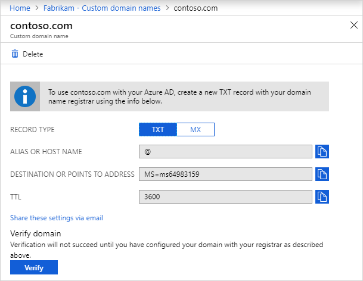 Home > Fabrikam - Custom domain names > contoso.com
contoso.com
Custom domain name
Delete
To use contoso.com with your Azure AD, create a new TXT record with your domain
name registrar using the info below.
RECORD TYPE TXT MX
ALIAS OR HOST NAME @
DESTINATION OR POINTS TO ADDRESS MS=ms64983159
TTL 3600
Share these settings via email
Verify domain
Verification will not succeed until you have configured your domain with your registrar as described
above.
Verify